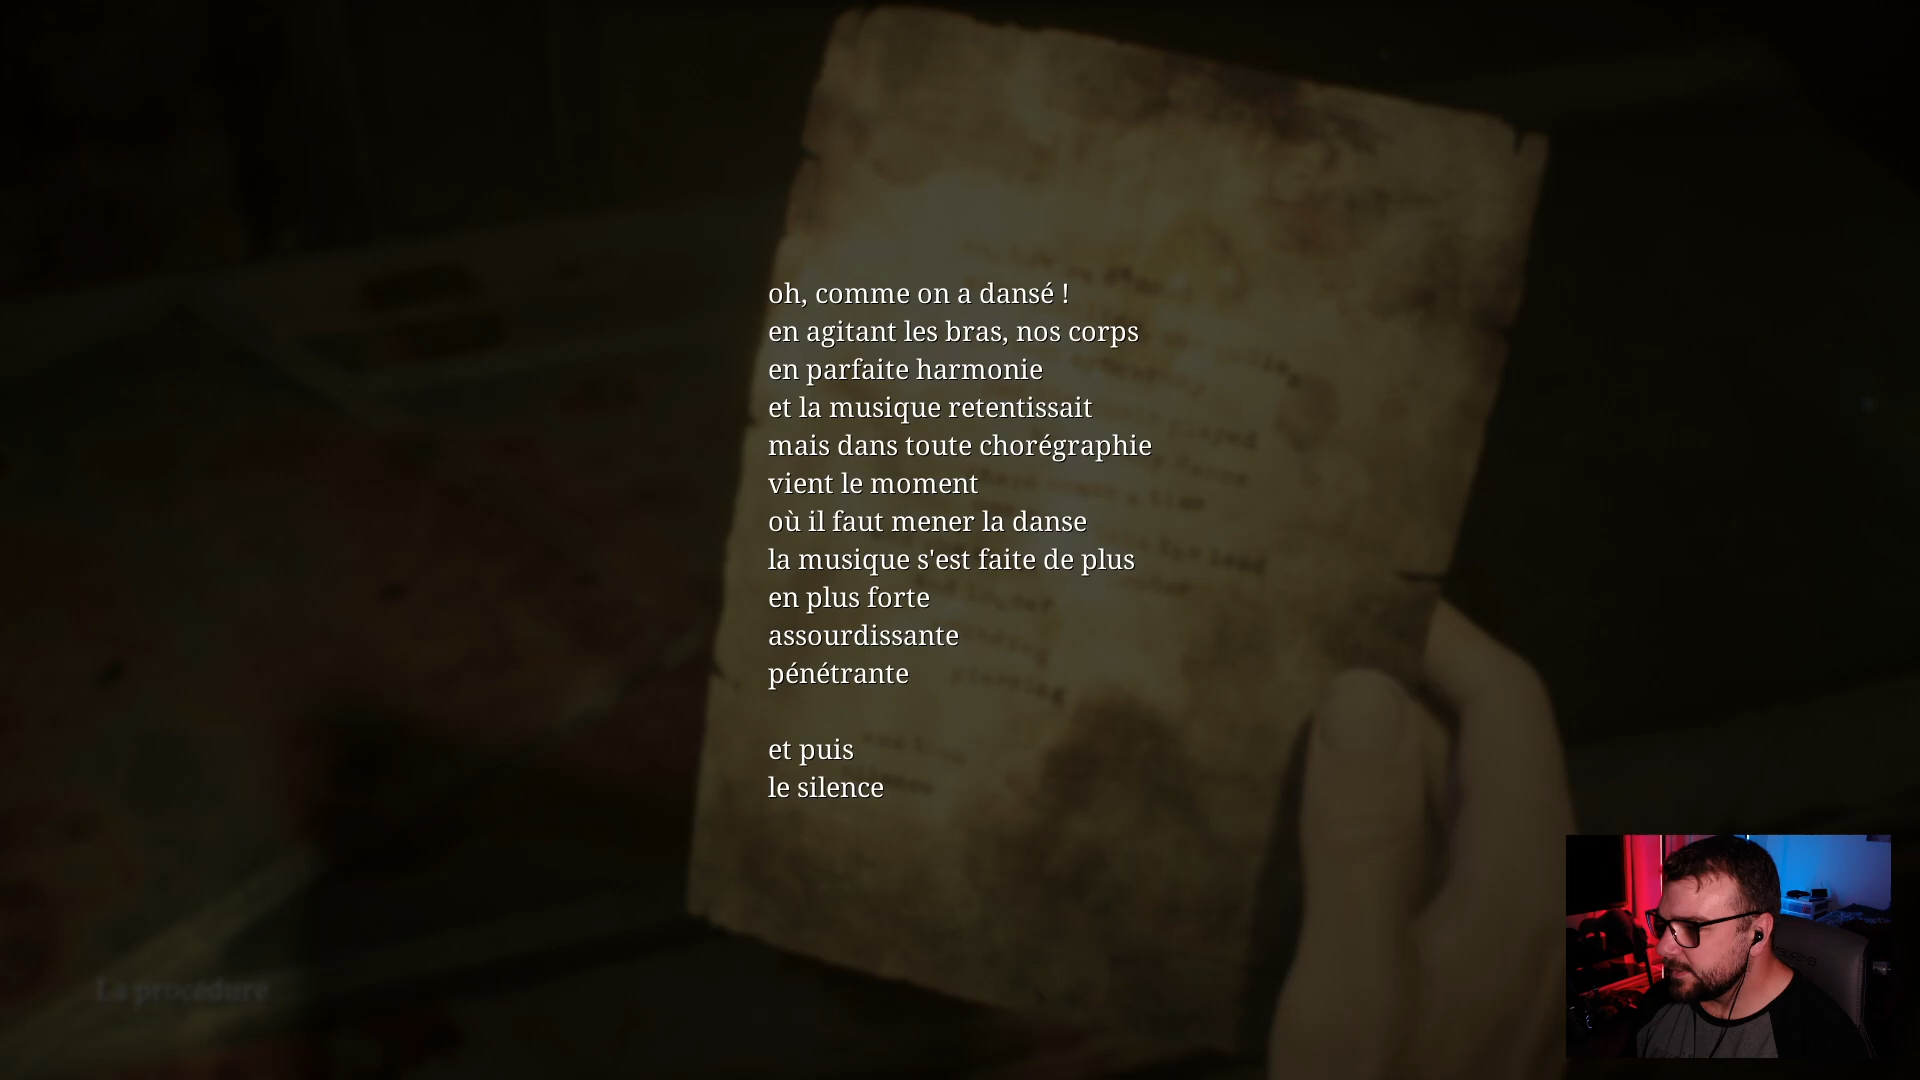 oh, comme on a dansé !
en agitant les bras, nos corps
en parfaite harmonie
et la musique retentissait
mais dans toute chorégraphie
vient le moment
où il faut mener la danse
la musique s'est faite de plus
en plus forte
assourdissante
pénétrante
et puis
le silence
La procédure